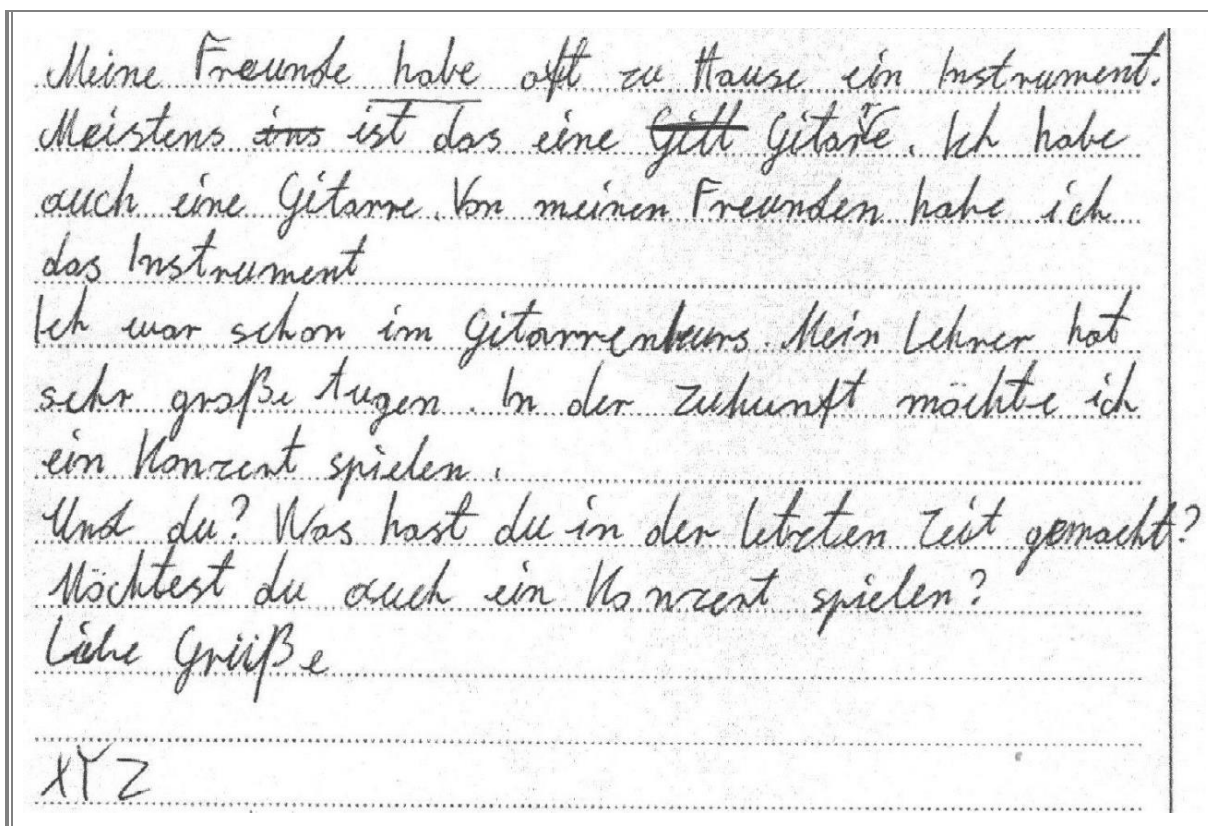 Meine Freunde habe oft zu Hause ein Instrument.
Meistens ins ist das eine Gitt Gitarre. Ich habe
auch eine Gitarre. Von meinen Freunden habe ich
das Instrument
Ich war schon im Gitarrenkurs. Mein Lehrer hat
sehr große Augen. In der Zukunft möchte ich
ein Konzert spielen.
Und du? Was hast du in der letzten Zeit gemacht?
Möchtest du auch ein Konzert spielen?
Liebe Grüße
XYZ